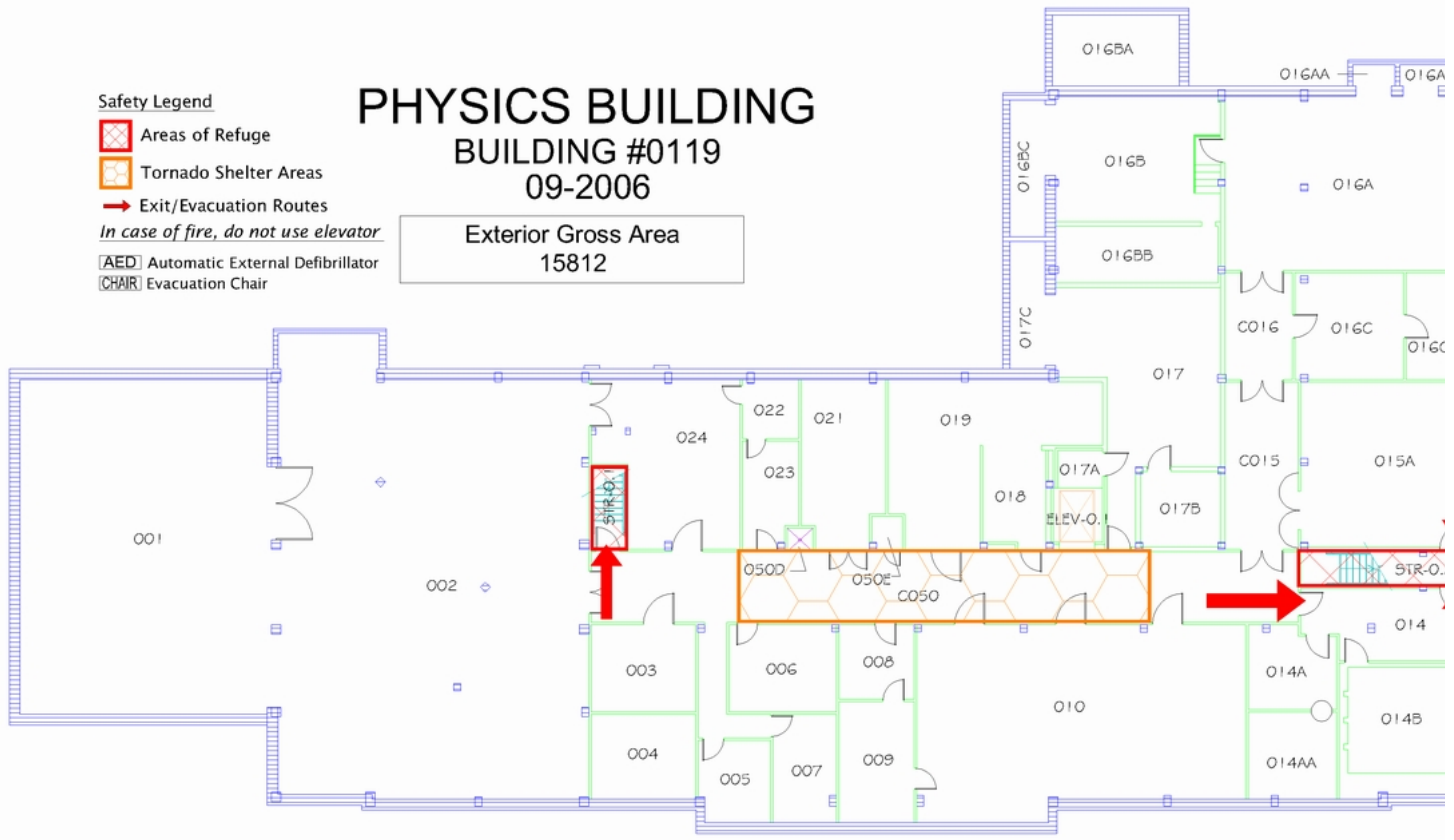 Safety Legend
Areas of Refuge
Tornado Shelter Areas
Exit/Evacuation Routes
In case of fire, do not use elevator
AED Automatic External Defibrillator
CHAIR Evacuation Chair
PHYSICS BUILDING
BUILDING #0119
09-2006
Exterior Gross Area
15812
016BA
016AA
016A
016BC
016B
016A
016BB
017C
C016
016C
016C
017
022
021
019
024
023
017A
C015
015A
018
017B
STR-0.1
ELEV-0.1
001
002
050D
050E
C050
STR-0.
014
003
006
008
014A
010
014B
004
005
007
009
014AA